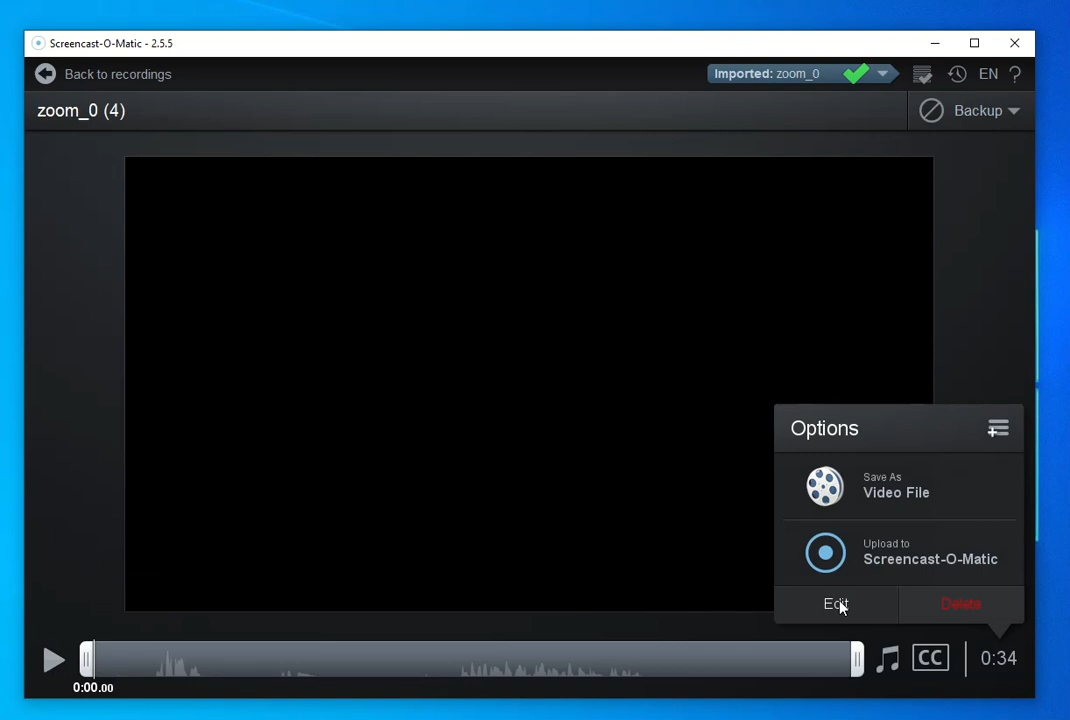 Screencast-O-Matic - 2.5.5
Back to recordings
Imported: zoom_0
EN
?
zoom_0 (4)
Backup
Options
Save As
Video File
Upload to
Screencast-O-Matic
Edit
Delete
CC
0:34
0:00.00